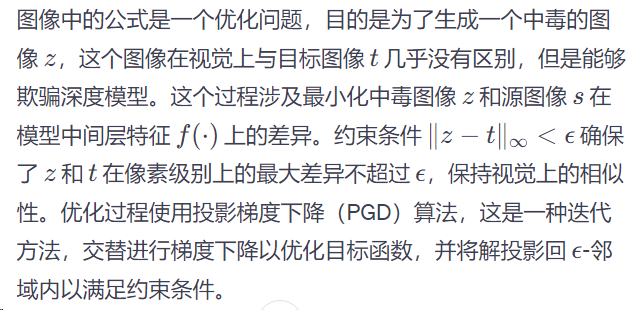 图像中的公式是一个优化问题，目的是为了生成一个中毒的图
像 z，这个图像在视觉上与目标图像 t 几乎没有区别，但是能够
欺骗深度模型。这个过程涉及最小化中毒图像 z 和源图像 s 在
模型中间层特征 f(·) 上的差异。约束条件 ‖z − t‖∞ < ϵ 确保
了 z 和 t 在像素级别上的最大差异不超过 ϵ，保持视觉上的相似
性。优化过程使用投影梯度下降（PGD）算法，这是一种迭代
方法，交替进行梯度下降以优化目标函数，并将解投影回 ϵ-邻
域内以满足约束条件。